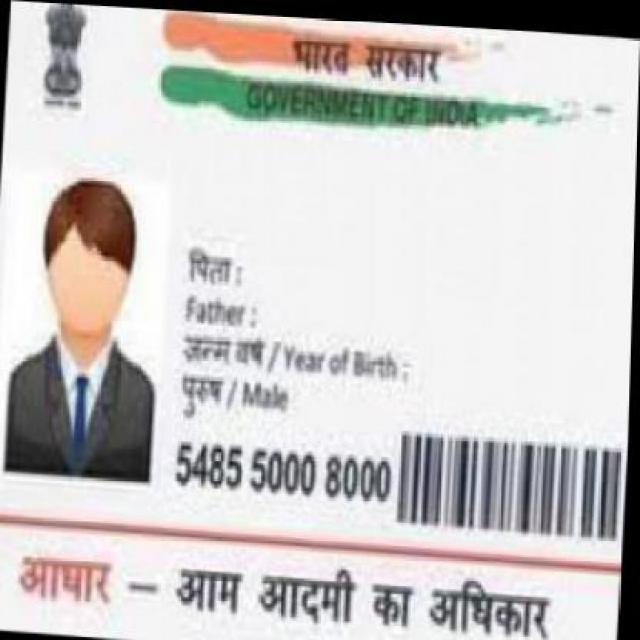 भारत सरकार
GOVERNMENT OF INDIA
पिता :
Father :
जन्म वर्ष / Year of Birth :
पुरुष / Male
5485 5000 8000
आधार – आम आदमी का अधिकार